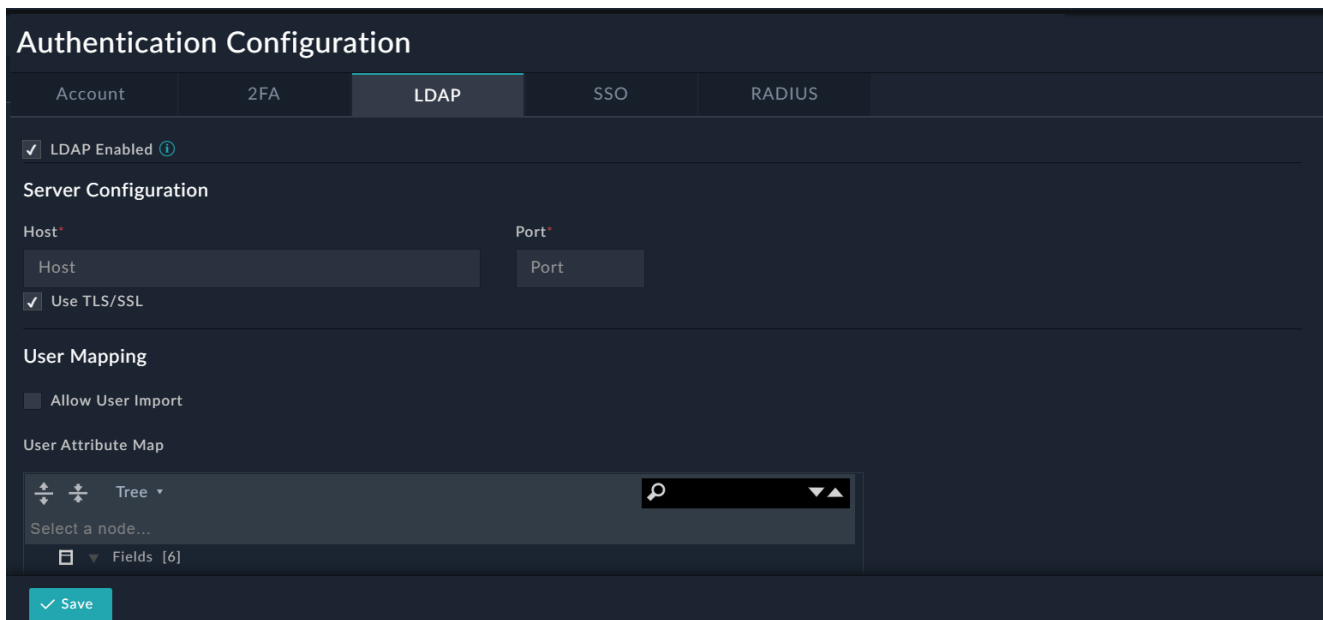 Authentication Configuration
Account 2FA LDAP SSO RADIUS
LDAP Enabled
Server Configuration
Host* Port*
Host Port
Use TLS/SSL
User Mapping
Allow User Import
User Attribute Map
Tree
Select a node...
Fields [6]
Save